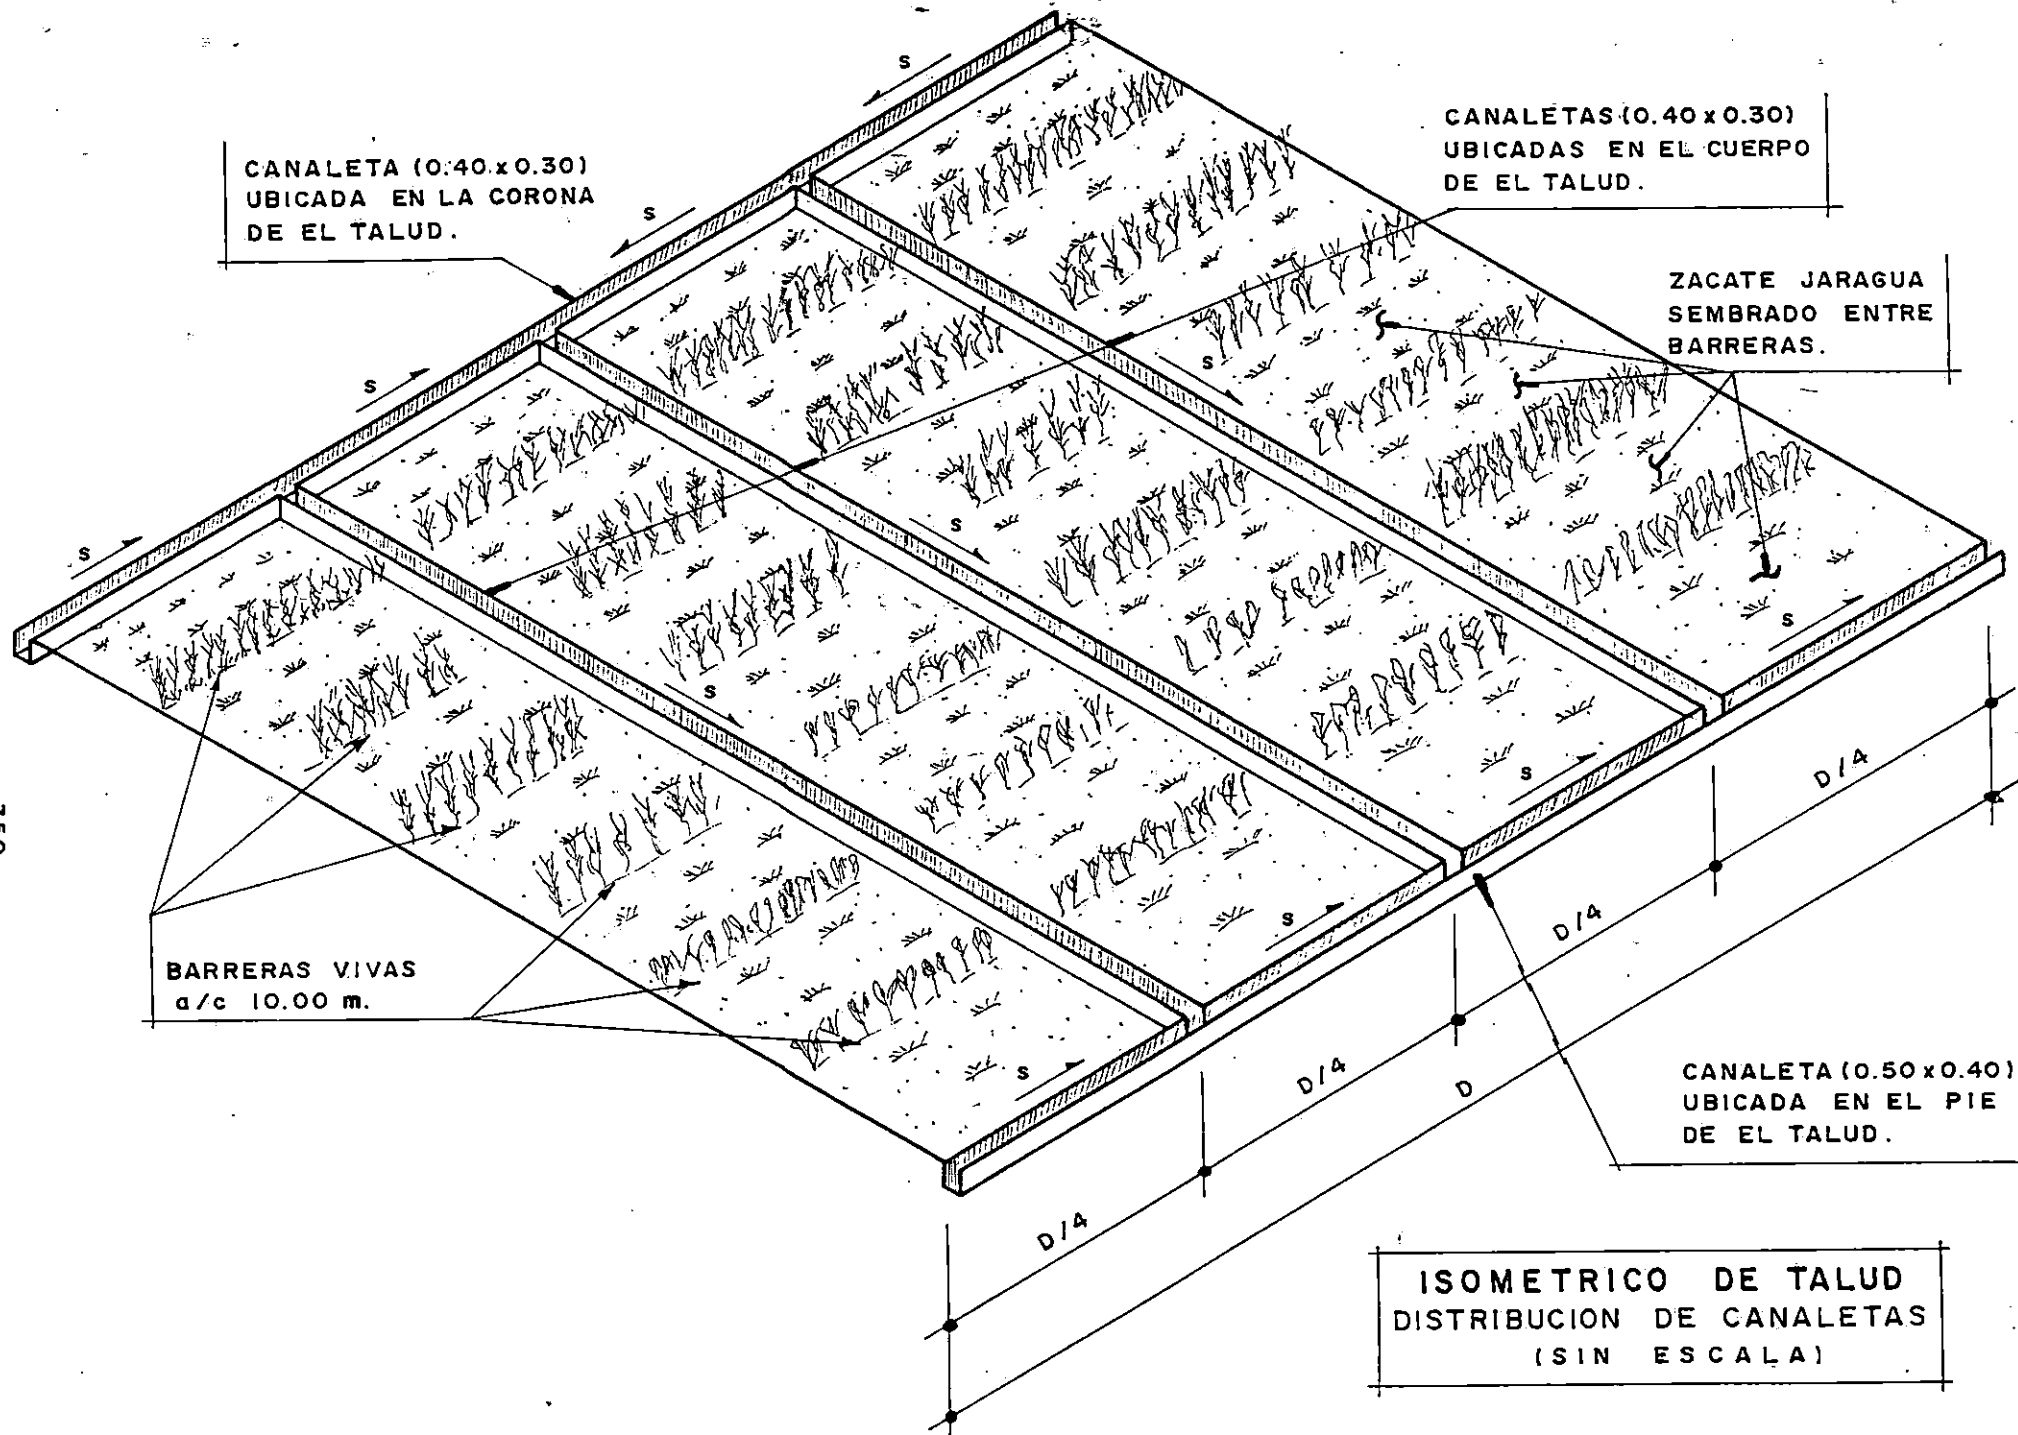 CANALETA (0.40 x 0.30)
UBICADA EN LA CORONA
DE EL TALUD.
CANALETAS (0.40 x 0.30)
UBICADAS EN EL CUERPO
DE EL TALUD.
ZACATE JARAGUA
SEMBRADO ENTRE
BARRERAS.
S
S
S
S
S
S
S
S
S
S
S
BARRERAS VIVAS
a/c 10.00 m.
D/4
D/4
D/4
D/4
D
CANALETA (0.50 x 0.40)
UBICADA EN EL PIE
DE EL TALUD.
ISOMETRICO DE TALUD
DISTRIBUCION DE CANALETAS
(SIN ESCALA)